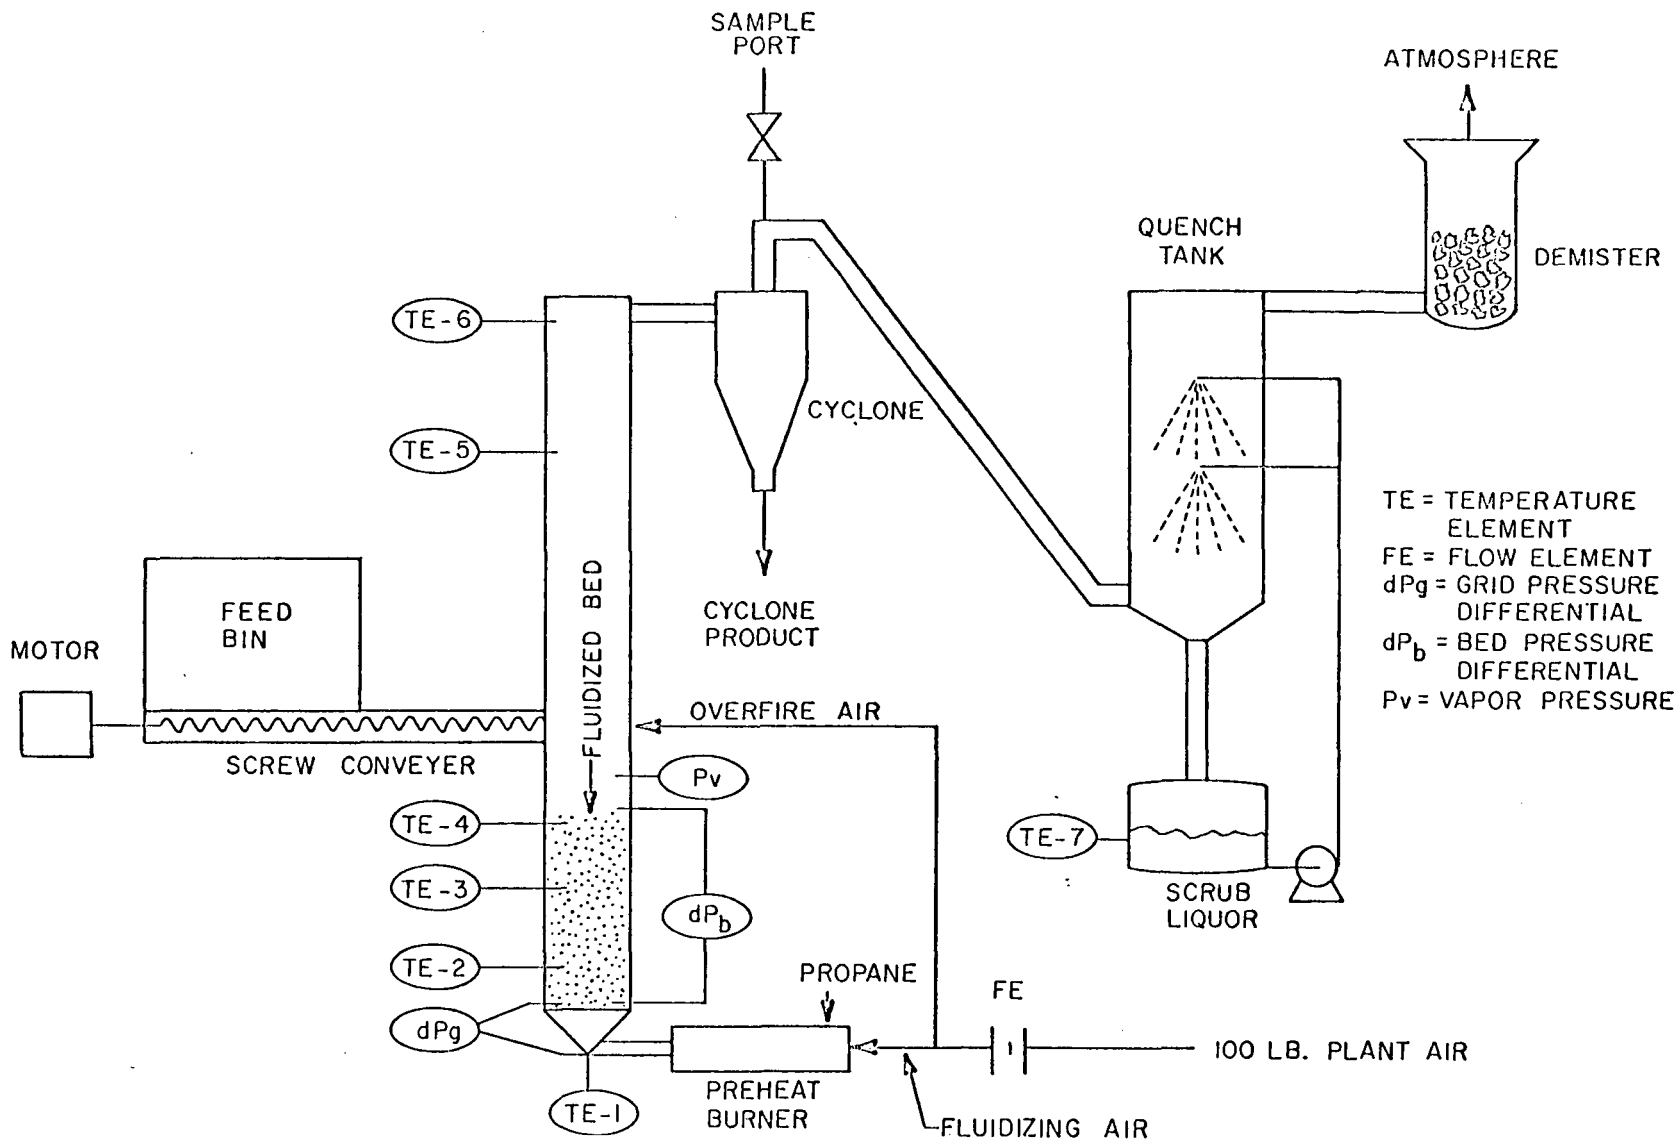 SAMPLE
PORT
ATMOSPHERE
QUENCH
TANK
DEMISTER
TE-6
CYCLONE
TE-5
TE = TEMPERATURE
ELEMENT
FE = FLOW ELEMENT
dPg = GRID PRESSURE
DIFFERENTIAL
dPb = BED PRESSURE
DIFFERENTIAL
Pv = VAPOR PRESSURE
FLUIDIZED BED
CYCLONE
PRODUCT
FEED
BIN
MOTOR
OVERFIRE AIR
SCREW CONVEYER
Pv
TE-4
TE-7
TE-3
SCRUB
LIQUOR
dPb
TE-2
PROPANE
FE
dPg
100 LB. PLANT AIR
PREHEAT
BURNER
TE-1
FLUIDIZING AIR